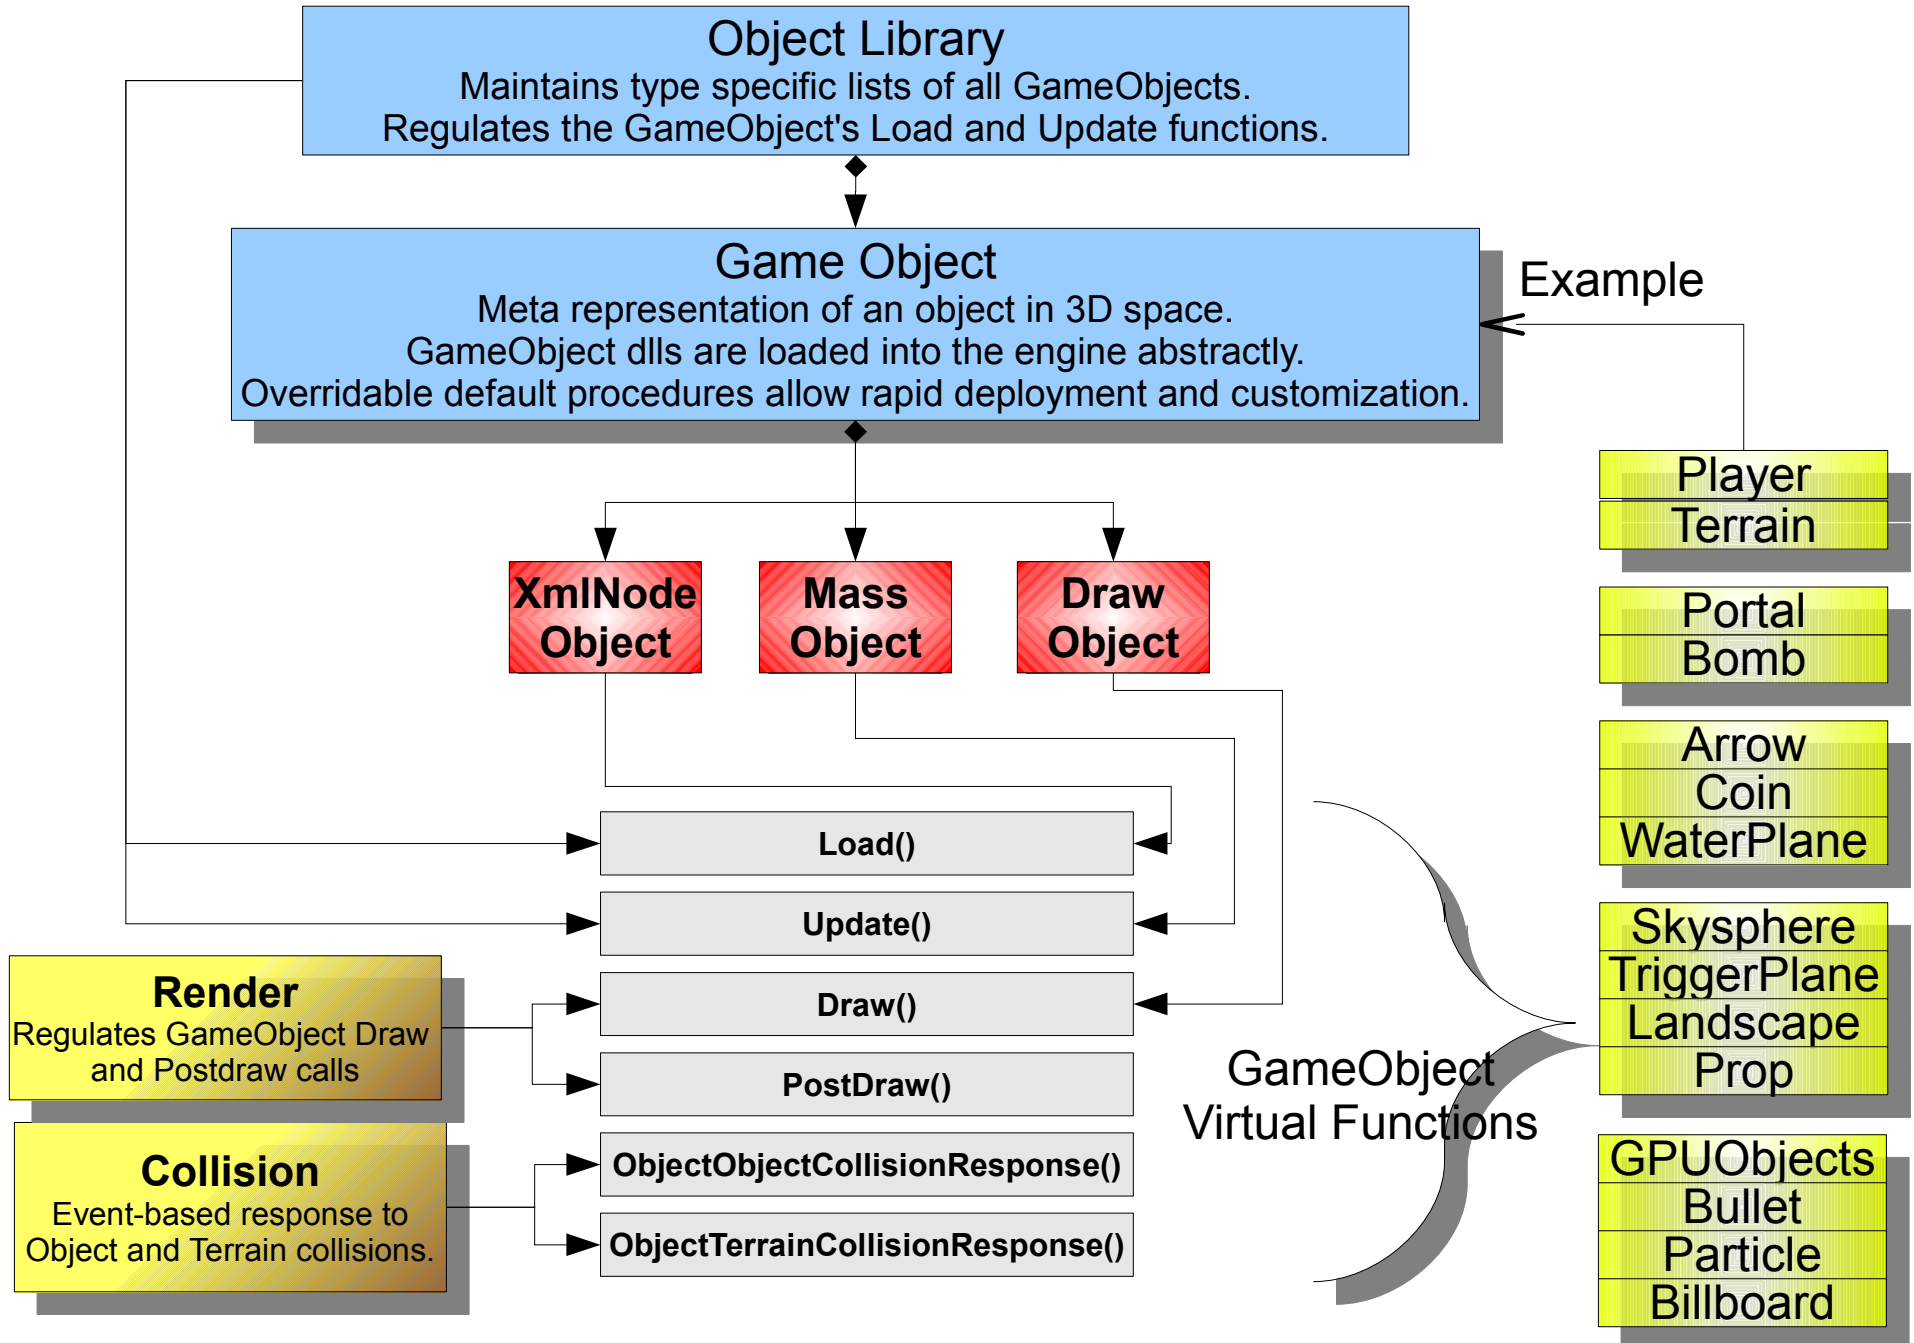 Object Library
Maintains type specific lists of all GameObjects.
Regulates the GameObject's Load and Update functions.
Game Object
Meta representation of an object in 3D space.
GameObject dlls are loaded into the engine abstractly.
Overridable default procedures allow rapid deployment and customization.
Example
Player
Terrain
Portal
Bomb
Arrow
Coin
WaterPlane
Skysphere
TriggerPlane
Landscape
Prop
GPUObjects
Bullet
Particle
Billboard
XmlNode
Object
Mass
Object
Draw
Object
Load()
Update()
Draw()
PostDraw()
ObjectObjectCollisionResponse()
ObjectTerrainCollisionResponse()
GameObject
Virtual Functions
Render
Regulates GameObject Draw
and Postdraw calls
Collision
Event-based response to
Object and Terrain collisions.